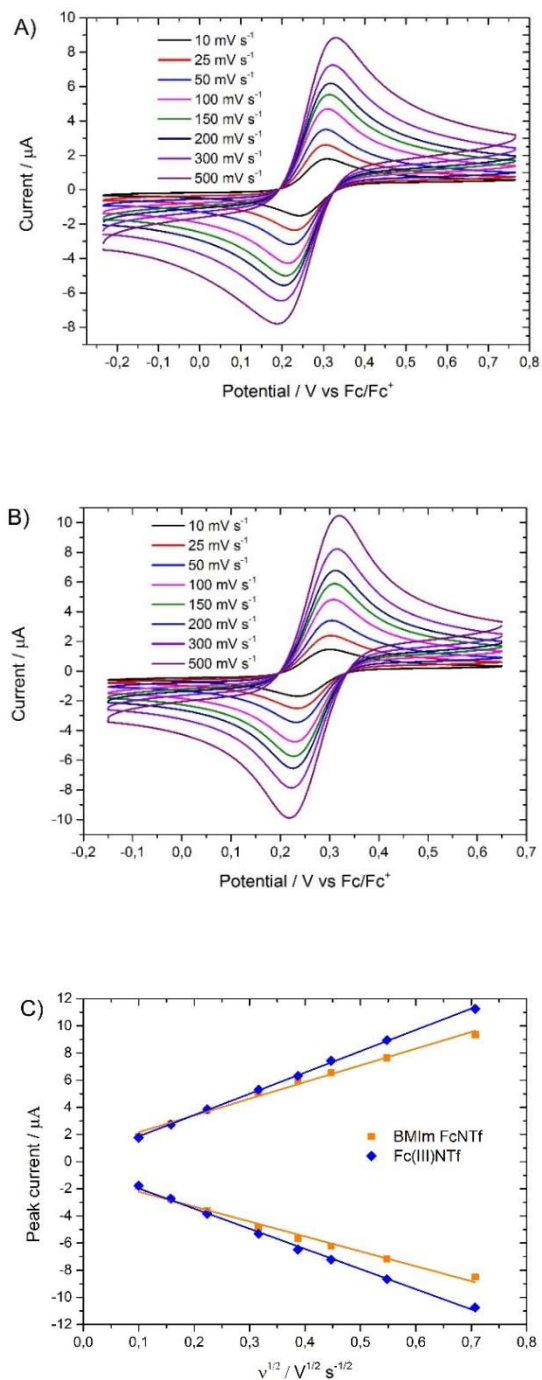 A)
10 mV s⁻¹
25 mV s⁻¹
50 mV s⁻¹
100 mV s⁻¹
150 mV s⁻¹
200 mV s⁻¹
300 mV s⁻¹
500 mV s⁻¹
10
8
6
4
2
0
-2
-4
-6
-8
Current / µA
-0,2 -0,1 0,0 0,1 0,2 0,3 0,4 0,5 0,6 0,7 0,8
Potential / V vs Fc/Fc⁺
B)
10 mV s⁻¹
25 mV s⁻¹
50 mV s⁻¹
100 mV s⁻¹
150 mV s⁻¹
200 mV s⁻¹
300 mV s⁻¹
500 mV s⁻¹
10
8
6
4
2
0
-2
-4
-6
-8
-10
Current / µA
-0,2 -0,1 0,0 0,1 0,2 0,3 0,4 0,5 0,6 0,7
Potential / V vs Fc/Fc⁺
C)
12
10
8
6
4
2
0
-2
-4
-6
-8
-10
-12
Peak current / µA
BMIm FcNTf
Fc(III)NTf
0,0 0,1 0,2 0,3 0,4 0,5 0,6 0,7 0,8
ν¹ᐟ² / V¹ᐟ² s⁻¹ᐟ²